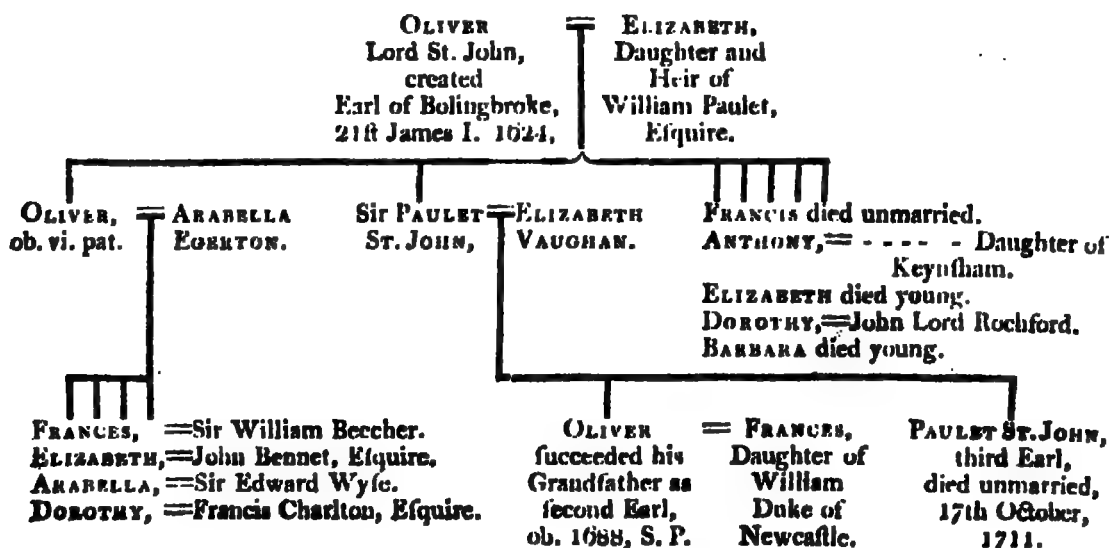 OLIVER = ELIZABETH,
Lord St. John, Daughter and
created Heir of
Earl of Bolingbroke, William Paulet,
21ſt James I. 1624. Eſquire.
OLIVER, = ARABELLA
ob. vi. pat. EGERTON.
Sir PAULET = ELIZABETH
ST. JOHN, VAUGHAN.
FRANCIS died unmarried.
ANTHONY, = - - - - - Daughter of
Keynſham.
ELIZABETH died young.
DOROTHY, = John Lord Rochford.
BARBARA died young.
FRANCES, = Sir William Beecher.
ELIZABETH, = John Bennet, Eſquire.
ARABELLA, = Sir Edward Wyſe.
DOROTHY, = Francis Charlton, Eſquire.
OLIVER = FRANCES,
ſucceeded his Daughter of
Grandfather as William
ſecond Earl, Duke of
ob. 1688, S. P. Newcaſtle.
PAULET ST. JOHN,
third Earl,
died unmarried,
17th October,
1711.